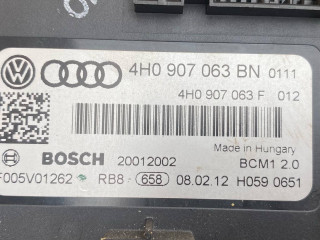 4H0 907 063 BN 0111
4H0 907 063 F 012
Made in Hungary
BOSCH 20012002 BCM1 2.0
F005V01262 RB8- 658 08.02.12 H059 0651